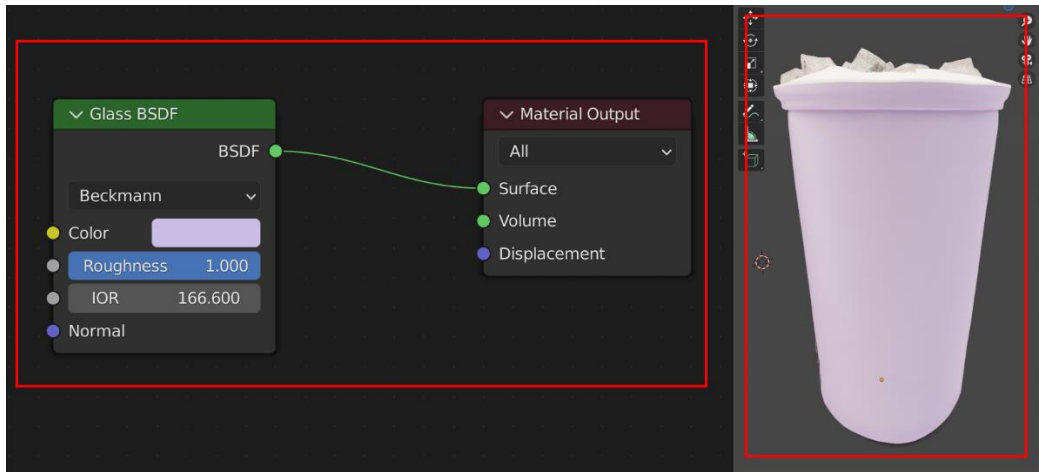 Glass BSDF
BSDF
Beckmann
Color
Roughness 1.000
IOR 166.600
Normal
Material Output
All
Surface
Volume
Displacement